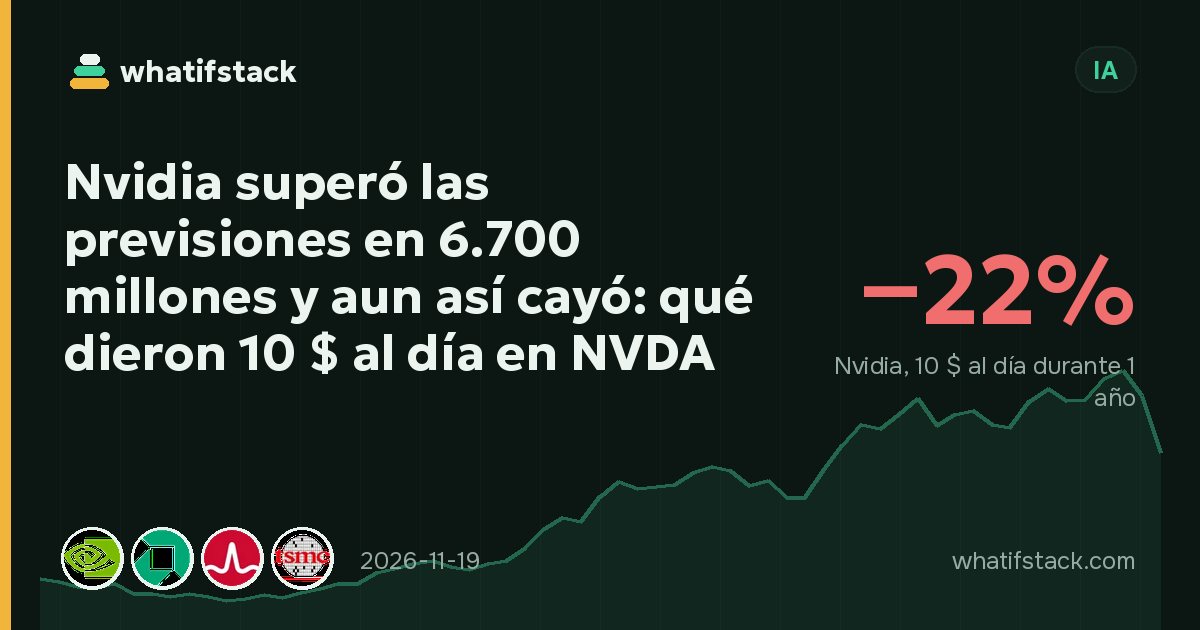 whatifstack
IA
Nvidia superó las
previsiones en 6.700
millones y aun así cayó: qué
dieron 10 $ al día en NVDA
−22%
Nvidia, 10 $ al día durante 1
año
tsmc
2026-11-19
whatifstack.com